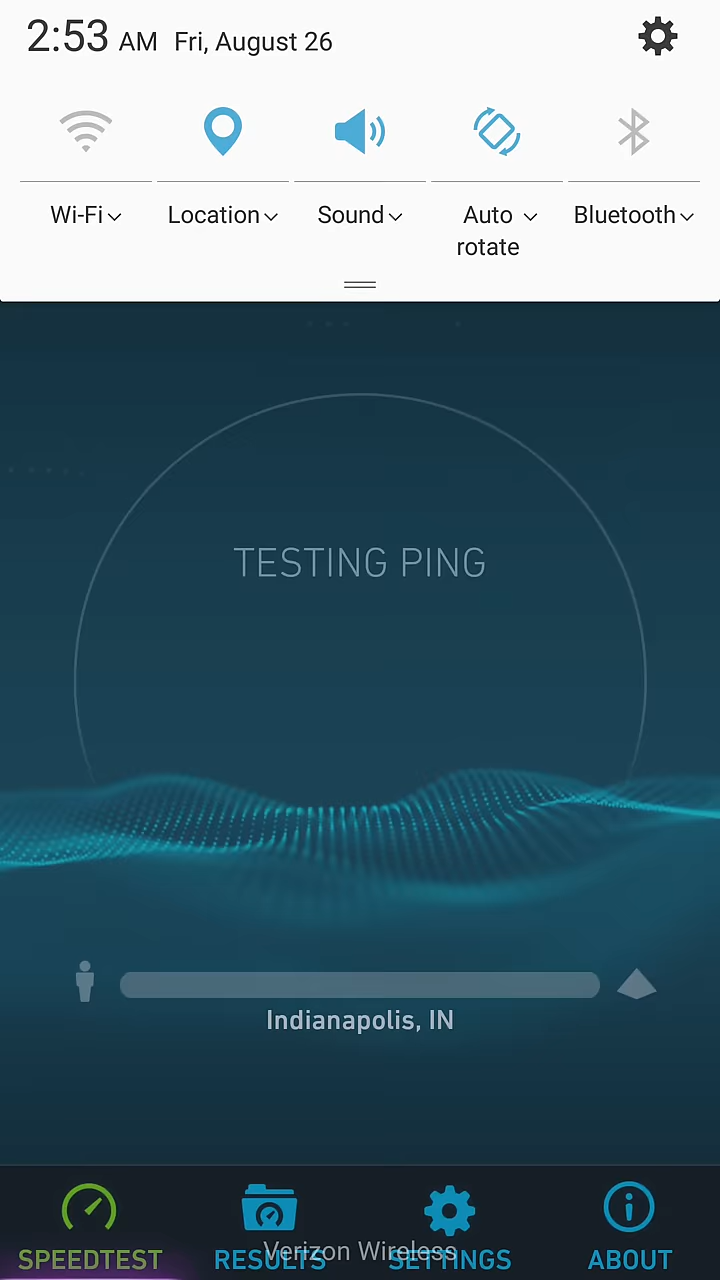 2:53 AM Fri, August 26
Wi-Fi Location Sound Auto rotate Bluetooth
TESTING PING
Indianapolis, IN
SPEEDTEST RESULTS SETTINGS ABOUT
Verizon Wireless